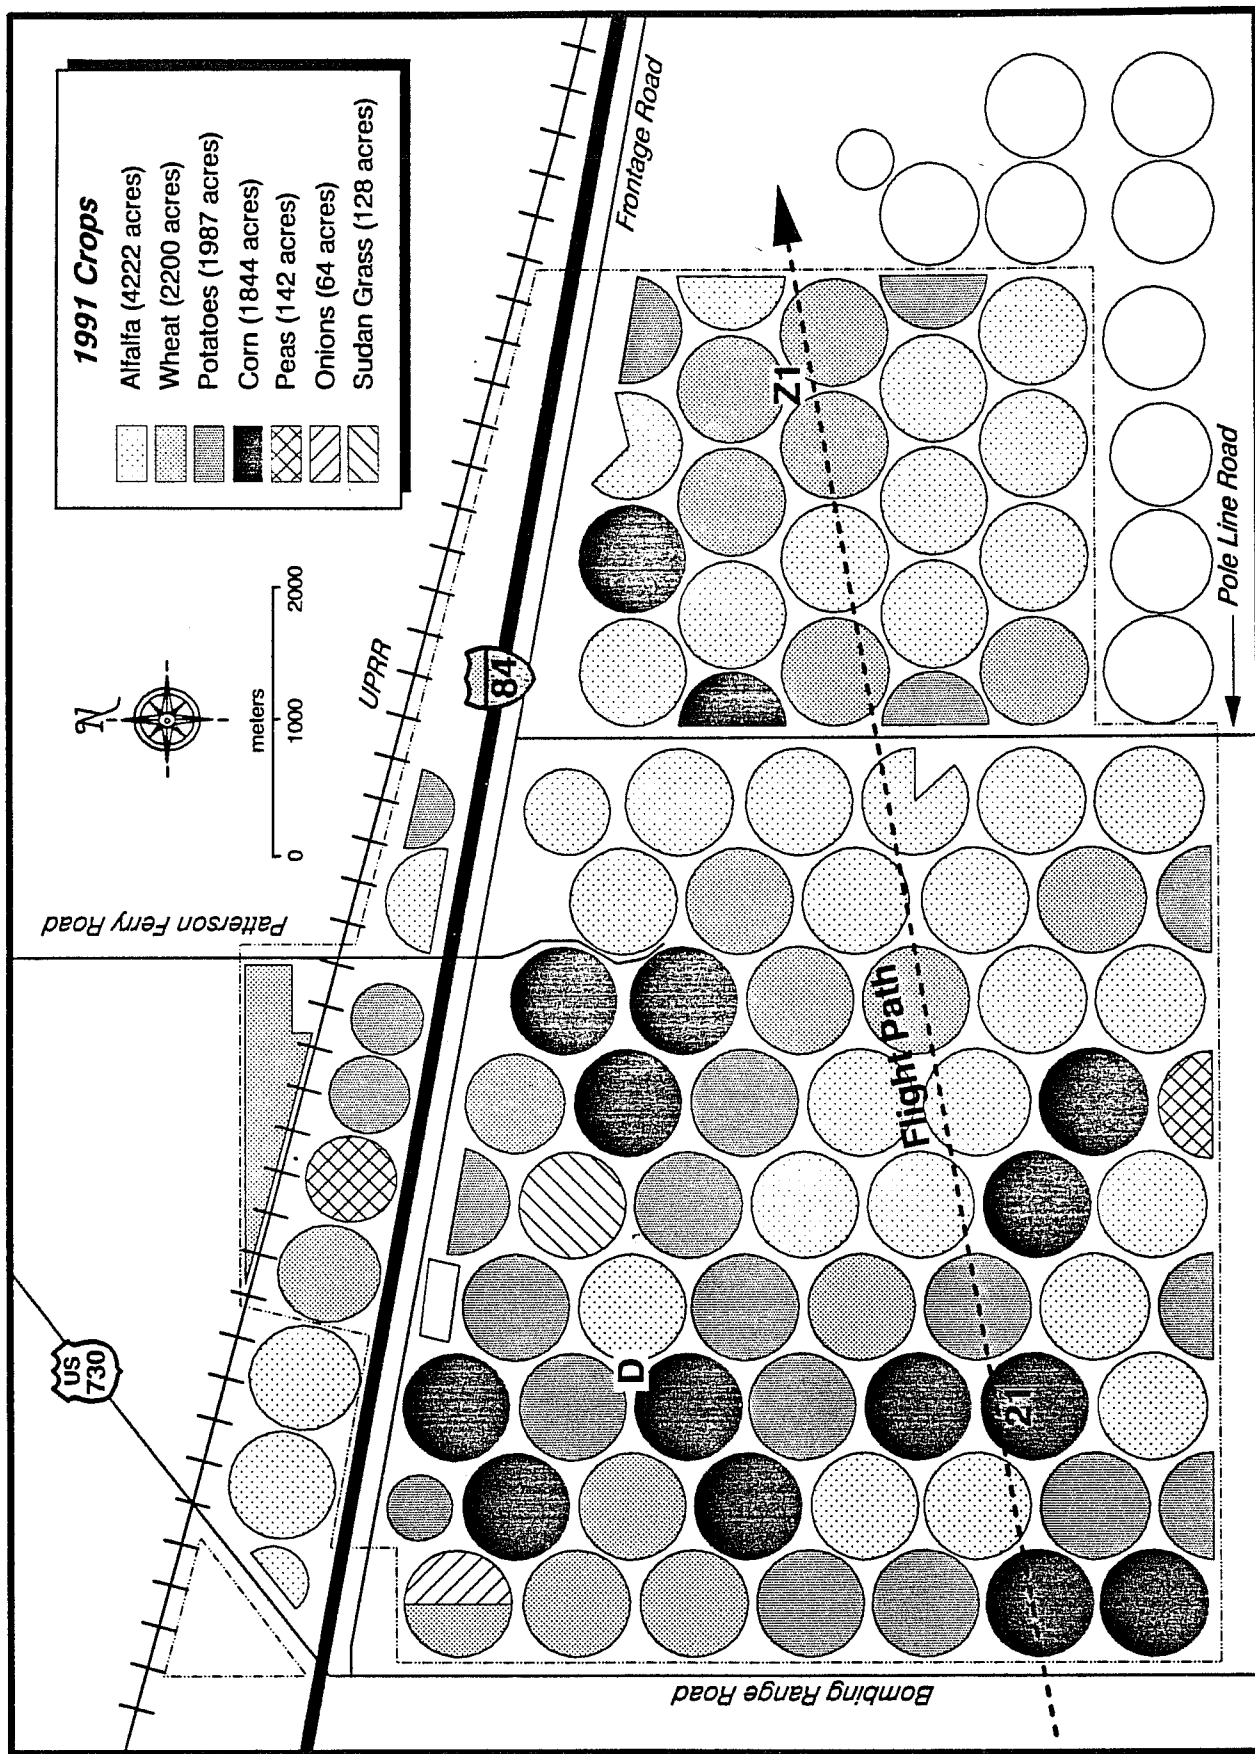 1991 Crops
Alfalfa (4222 acres)
Wheat (2200 acres)
Potatoes (1987 acres)
Corn (1844 acres)
Peas (142 acres)
Onions (64 acres)
Sudan Grass (128 acres)
N
meters
0 1000 2000
US
730
UPRR
84
Patterson Ferry Road
Frontage Road
D
Flight Path
21
Z1
Bombing Range Road
Pole Line Road